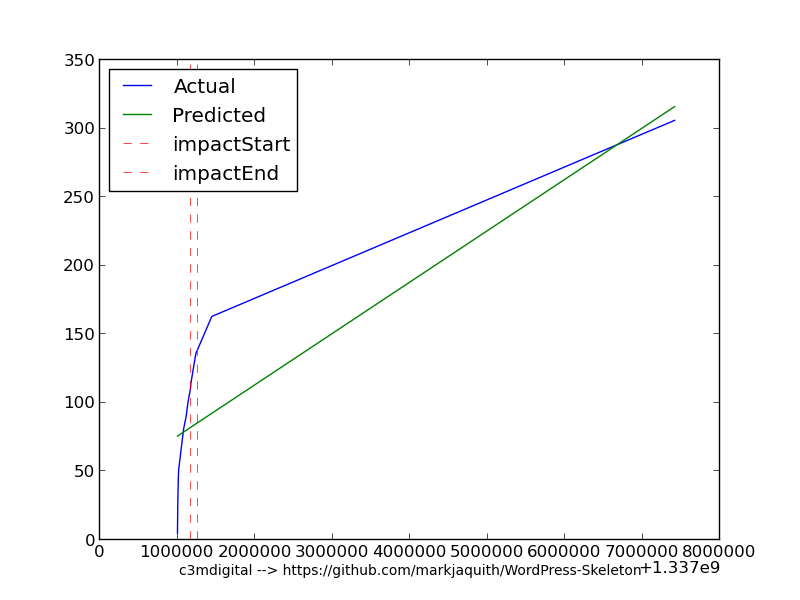 350
300
250
200
150
100
50
0
Actual
Predicted
impactStart
impactEnd
0 1000000 2000000 3000000 4000000 5000000 6000000 7000000 8000000
+1.337e9
c3mdigital --> https://github.com/markjaquith/WordPress-Skeleton